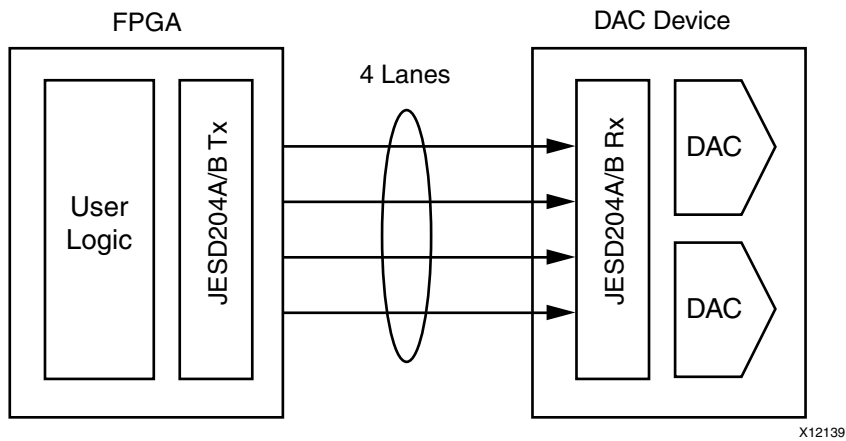 FPGA
DAC Device
4 Lanes
User
Logic
JESD204A/B Tx
JESD204A/B Rx
DAC
DAC
X12139